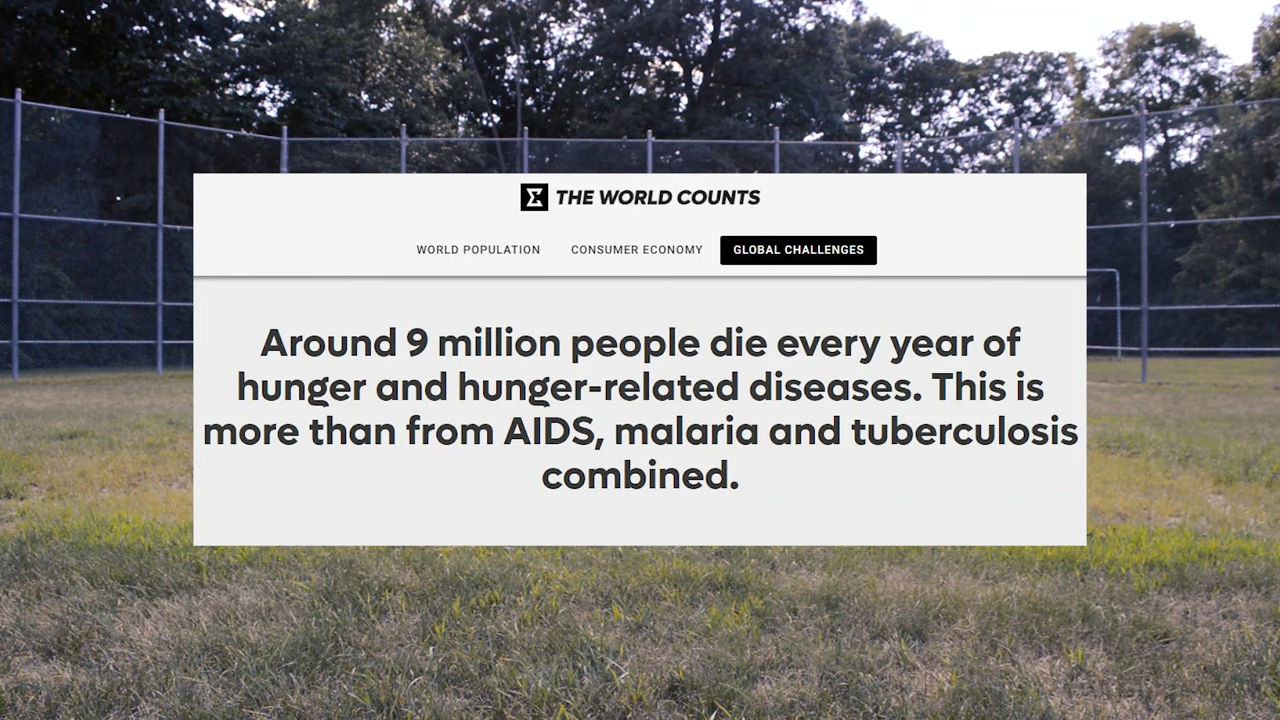 THE WORLD COUNTS
WORLD POPULATION CONSUMER ECONOMY GLOBAL CHALLENGES
Around 9 million people die every year of
hunger and hunger-related diseases. This is
more than from AIDS, malaria and tuberculosis
combined.